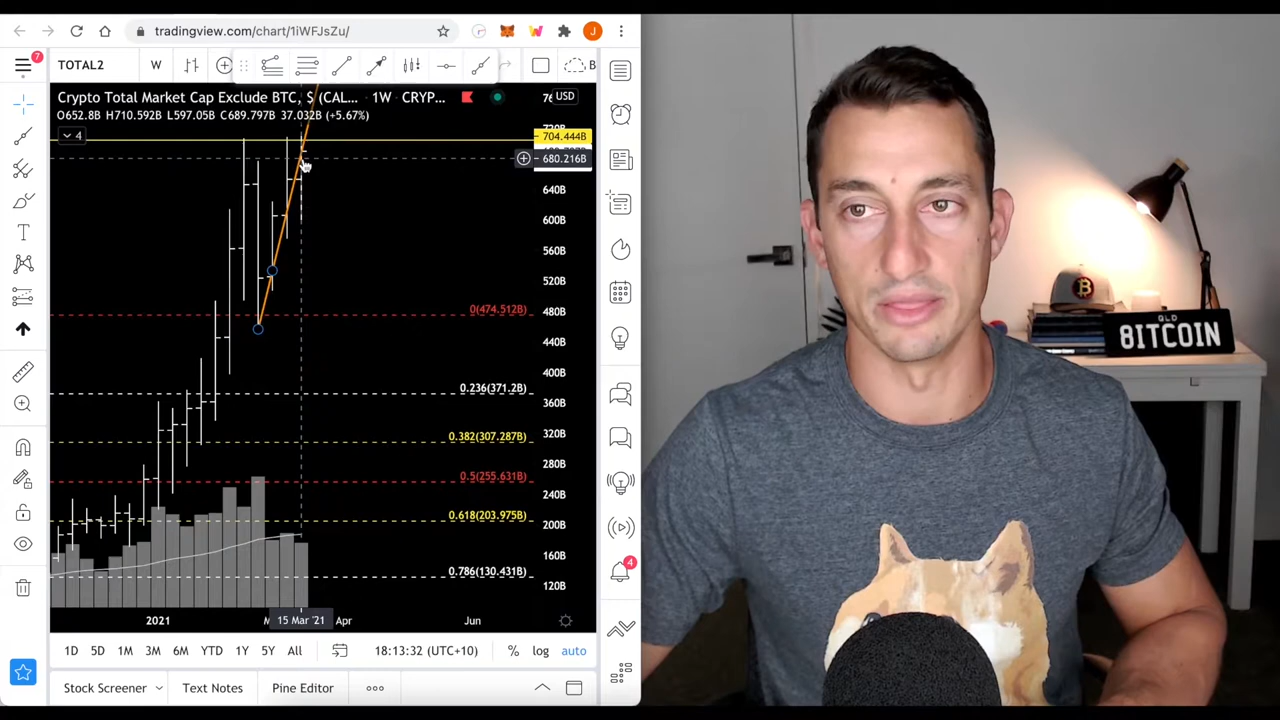 tradingview.com/chart/1iWFJsZu/
J
7
TOTAL2
W
B
Crypto Total Market Cap Exclude BTC, $ (CAL... · 1W · CRYP...
USD
O652.8B H710.592B L597.05B C689.797B 37.032B (+5.67%)
4
704.444B
680.216B
640B
600B
560B
520B
480B
440B
400B
360B
320B
280B
240B
200B
160B
120B
0(474.512B)
0.236(371.2B)
0.382(307.287B)
0.5(255.631B)
0.618(203.975B)
0.786(130.431B)
2021
15 Mar '21
Apr
Jun
1D 5D 1M 3M 6M YTD 1Y 5Y All
18:13:32 (UTC+10)
% log auto
Stock Screener
Text Notes
Pine Editor
4
QLD
8ITCOIN